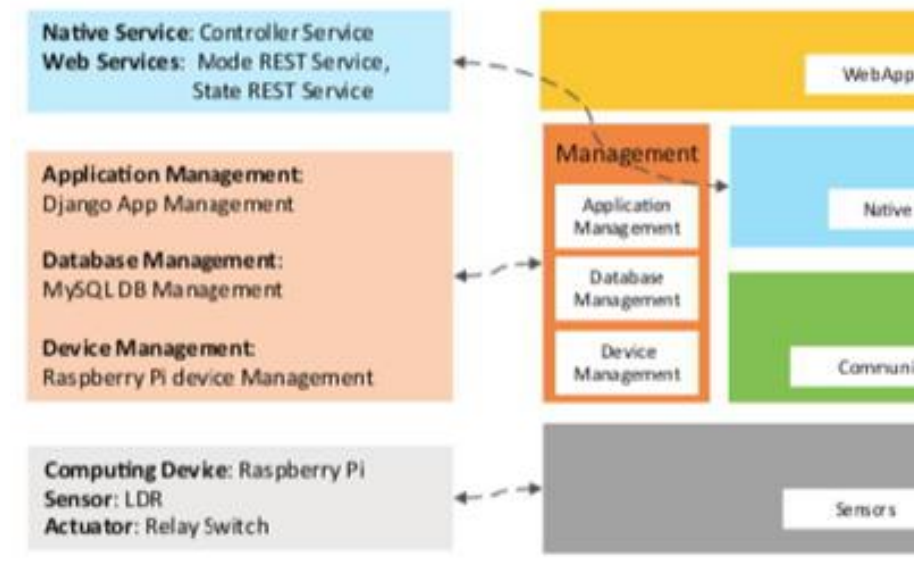 Native Service: Controller Service
Web Services: Mode REST Service,
State REST Service
Application Management:
Django App Management
Database Management:
MySQL DB Management
Device Management:
Raspberry Pi device Management
Computing Device: Raspberry Pi
Sensor: LDR
Actuator: Relay Switch
WebApp
Management
Application
Management
Database
Management
Device
Management
Native
Communi
Sensors